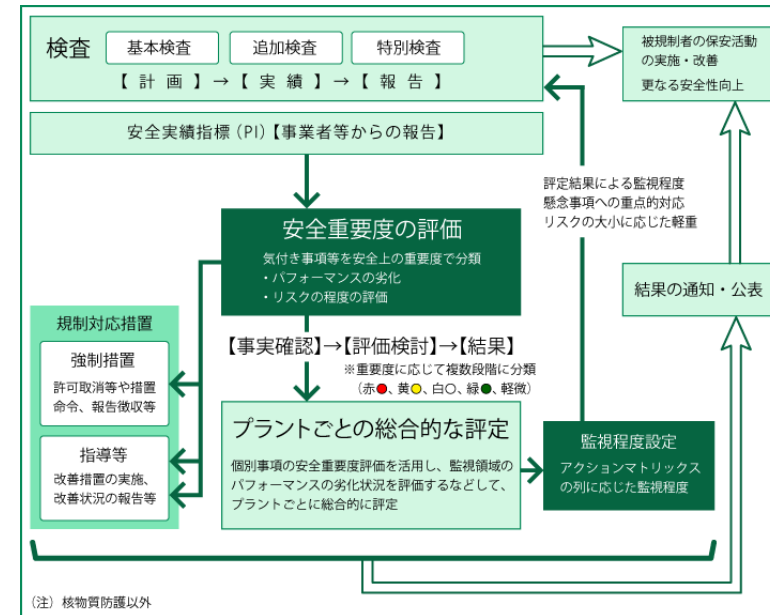 検査
基本検査
追加検査
特別検査
【計画】→【実績】→【報告】
安全実績指標（PI）【事業者等からの報告】
被規制者の保安活動
の実施・改善
更なる安全性向上
評定結果による監視程度
懸念事項への重点的対応
リスクの大小に応じた軽重
安全重要度の評価
気付き事項等を安全上の重要度で分類
・パフォーマンスの劣化
・リスクの程度の評価
結果の通知・公表
規制対応措置
強制措置
許可取消等や措置
命令、報告徴収等
指導等
改善措置の実施、
改善状況の報告等
【事実確認】→【評価検討】→【結果】
※重要度に応じて複数段階に分類
（赤●、黄●、白○、緑●、軽微）
プラントごとの総合的な評定
個別事項の安全重要度評価を活用し、監視領域の
パフォーマンスの劣化状況を評価するなどして、
プラントごとに総合的に評定
監視程度設定
アクションマトリックス
の列に応じた監視程度
（注）核物質防護以外